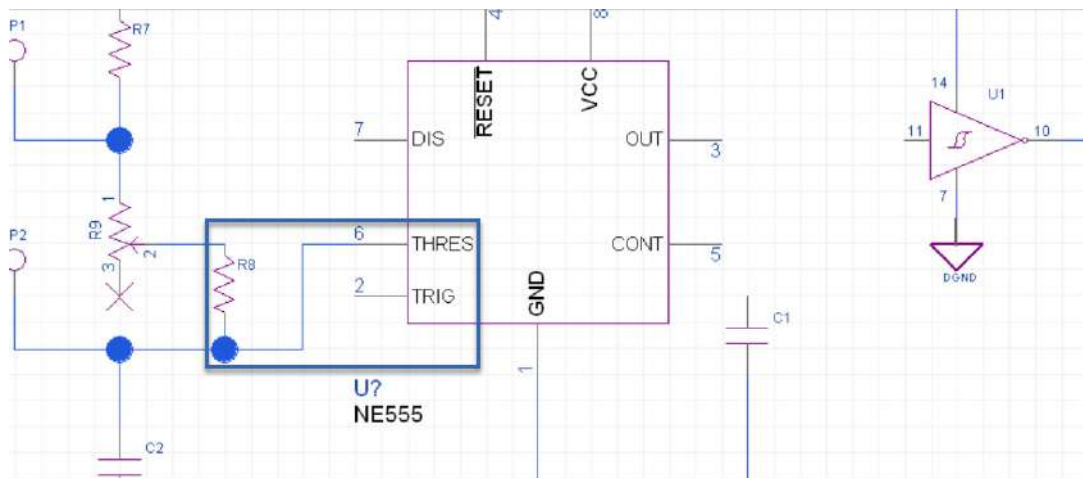 P1
R7
4
8
RESET
VCC
14
U1
7
DIS
OUT
3
11
10
1
R9
7
P2
2
3
R8
6
THRES
CONT
5
2
TRIG
GND
DGND
C1
1
U?
NE555
C2